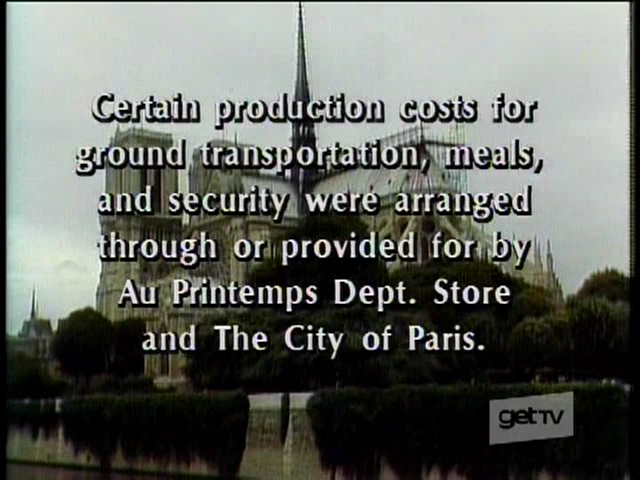 Certain production costs for
ground transportation, meals,
and security were arranged
through or provided for by
Au Printemps Dept. Store
and The City of Paris.
getTV